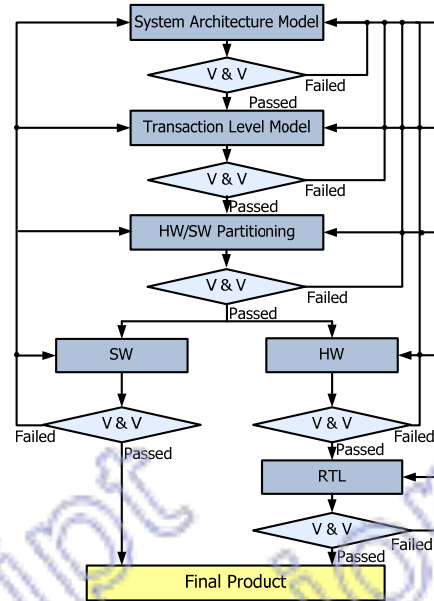 System Architecture Model
V & V
Failed
Passed
Transaction Level Model
V & V
Failed
Passed
HW/SW Partitioning
V & V
Failed
Passed
SW
HW
V & V
V & V
Failed
Passed
Passed
Failed
RTL
V & V
Failed
Passed
Final Product